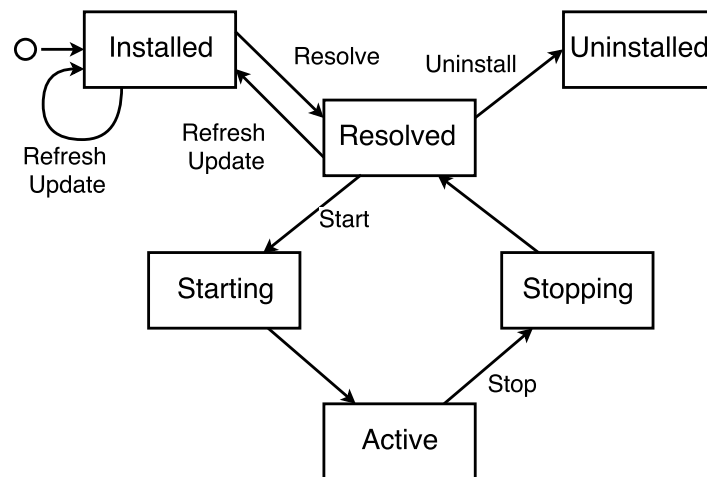 Installed
Uninstalled
Resolve
Uninstall
Refresh
Update
Resolved
Refresh
Update
Start
Starting
Stopping
Stop
Active